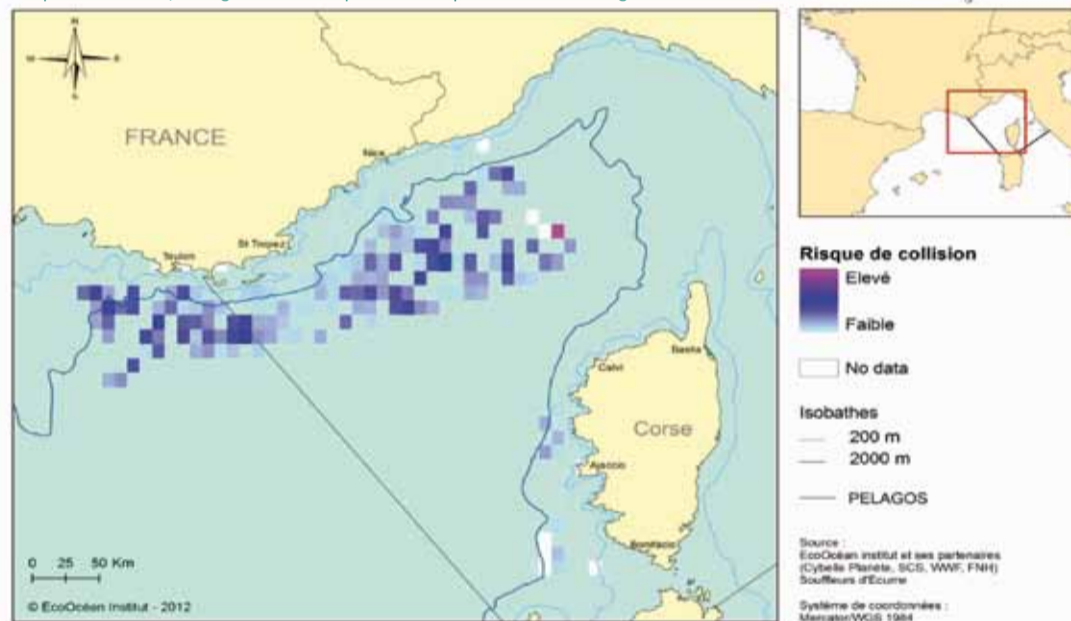 N
FRANCE
Nice
St Tropez
Toulon
Calvi
Bastia
Corse
Ajaccio
Bonifacio
0 25 50 Km
© EcoOcéan Institut - 2012
Risque de collision
Elevé
Faible
No data
Isobathes
200 m
2000 m
PELAGOS
Source :
EcoOcéan institut et ses partenaires
(Cybelle Planète, SCS, WWF, FNH)
Souffleurs d'Ecume
Système de coordonnées :
Mercator/WGS 1984